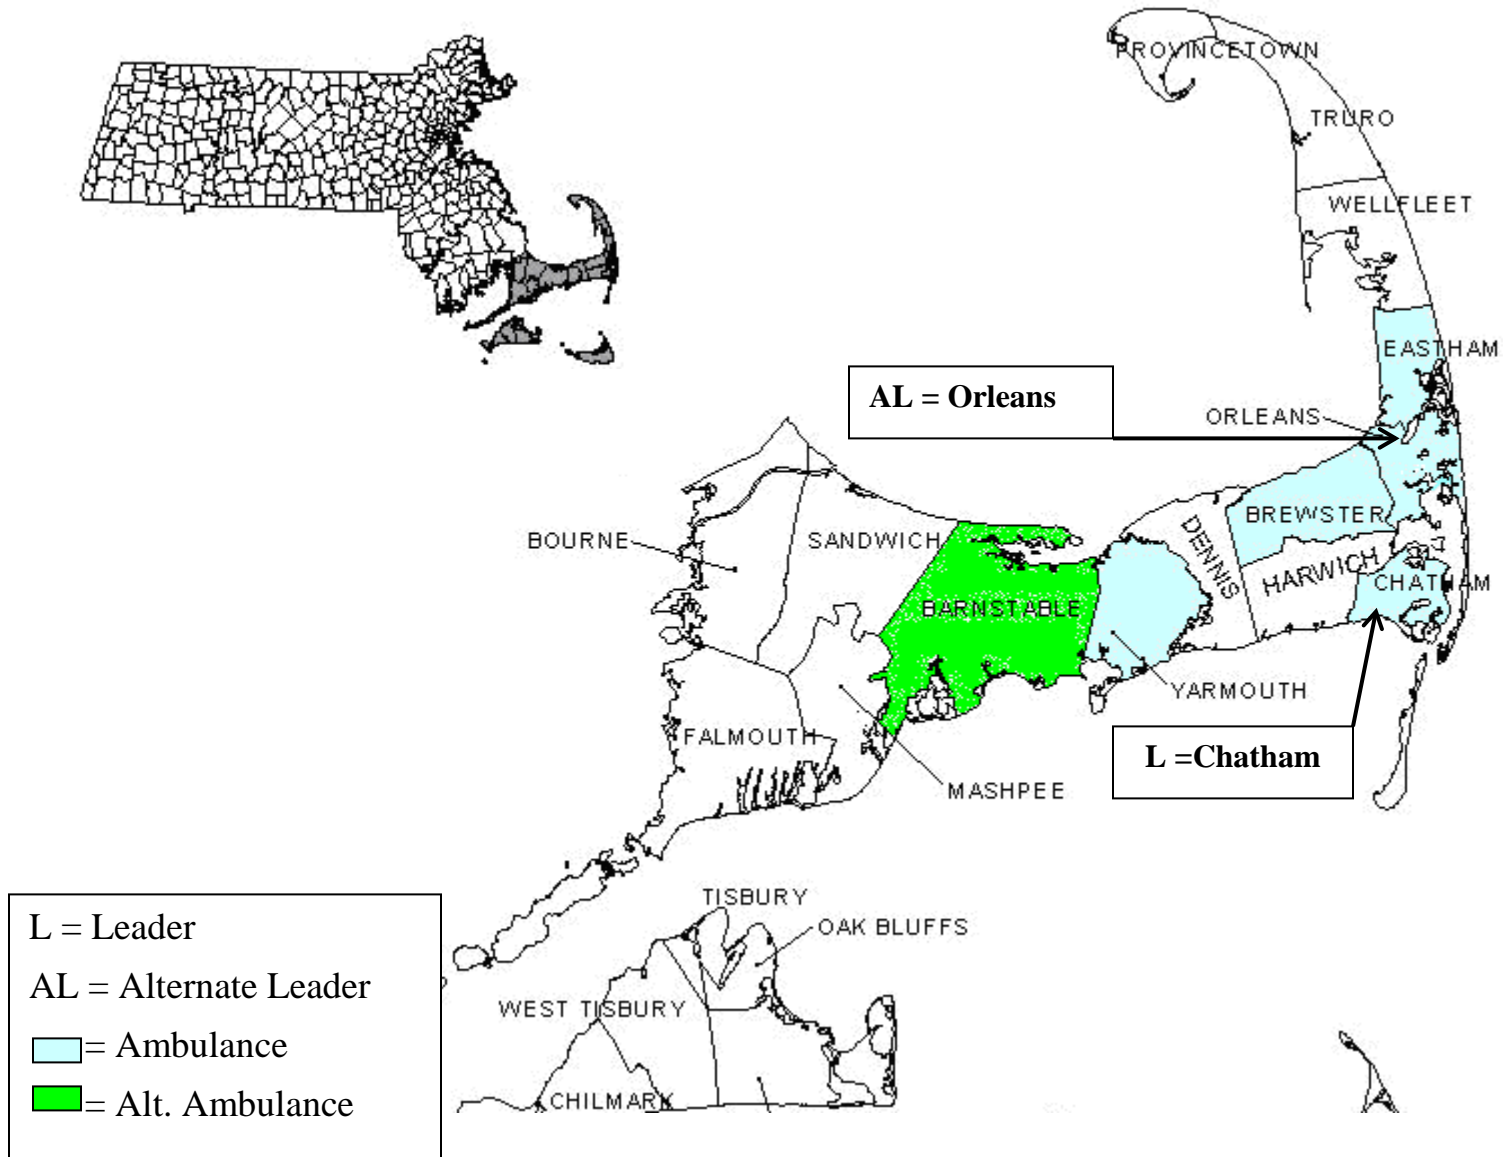 PROVINCETOWN
TRURO
WELLFLEET
EASTHAM
AL = Orleans
ORLEANS
BREWSTER
DENNIS
HARWICH
CHATHAM
BOURNE
SANDWICH
BARNSTABLE
YARMOUTH
FALMOUTH
L =Chatham
MASHPEE
TISBURY
OAK BLUFFS
WEST TISBURY
CHILMARK
L = Leader
AL = Alternate Leader
= Ambulance
= Alt. Ambulance